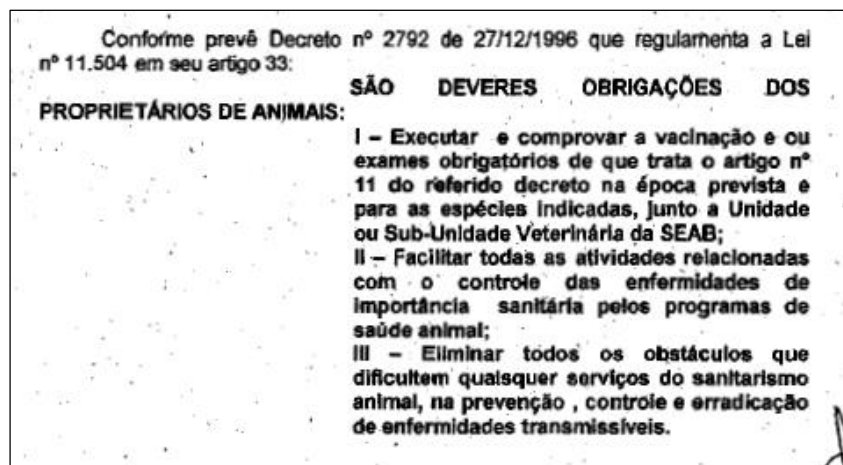 Conforme prevê Decreto nº 2792 de 27/12/1996 que regulamenta a Lei
nº 11.504 em seu artigo 33:
SÃO DEVERES OBRIGAÇÕES DOS
PROPRIETÁRIOS DE ANIMAIS:
I – Executar e comprovar a vacinação e ou
exames obrigatórios de que trata o artigo nº
11 do referido decreto na época prevista e
para as espécies indicadas, junto a Unidade
ou Sub-Unidade Veterinária da SEAB;
II – Facilitar todas as atividades relacionadas
com o controle das enfermidades de
importância sanitária pelos programas de
saúde animal;
III – Eliminar todos os obstáculos que
dificultem quaisquer serviços do sanitarismo
animal, na prevenção , controle e erradicação
de enfermidades transmissíveis.